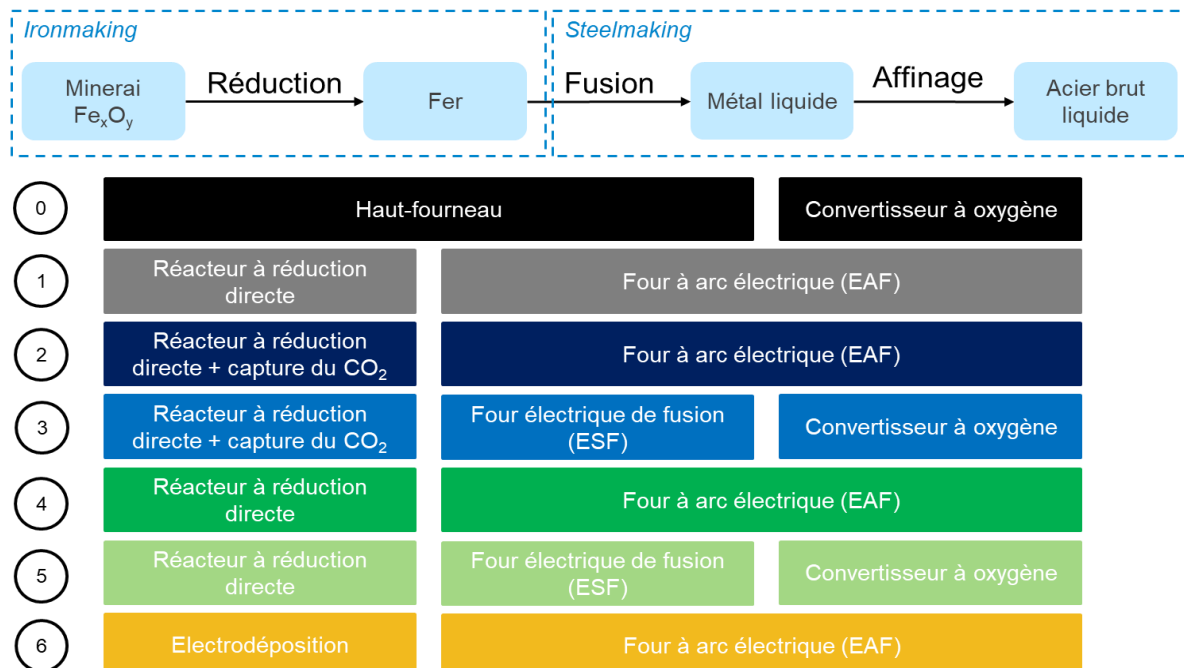 Ironmaking
Steelmaking
Minerai
FeₓOᵧ
Réduction
Fer
Fusion
Métal liquide
Affinage
Acier brut
liquide
0
Haut-fourneau
Convertisseur à oxygène
1
Réacteur à réduction
directe
Four à arc électrique (EAF)
2
Réacteur à réduction
directe + capture du CO₂
Four à arc électrique (EAF)
3
Réacteur à réduction
directe + capture du CO₂
Four électrique de fusion
(ESF)
Convertisseur à oxygène
4
Réacteur à réduction
directe
Four à arc électrique (EAF)
5
Réacteur à réduction
directe
Four électrique de fusion
(ESF)
Convertisseur à oxygène
6
Electrodéposition
Four à arc électrique (EAF)